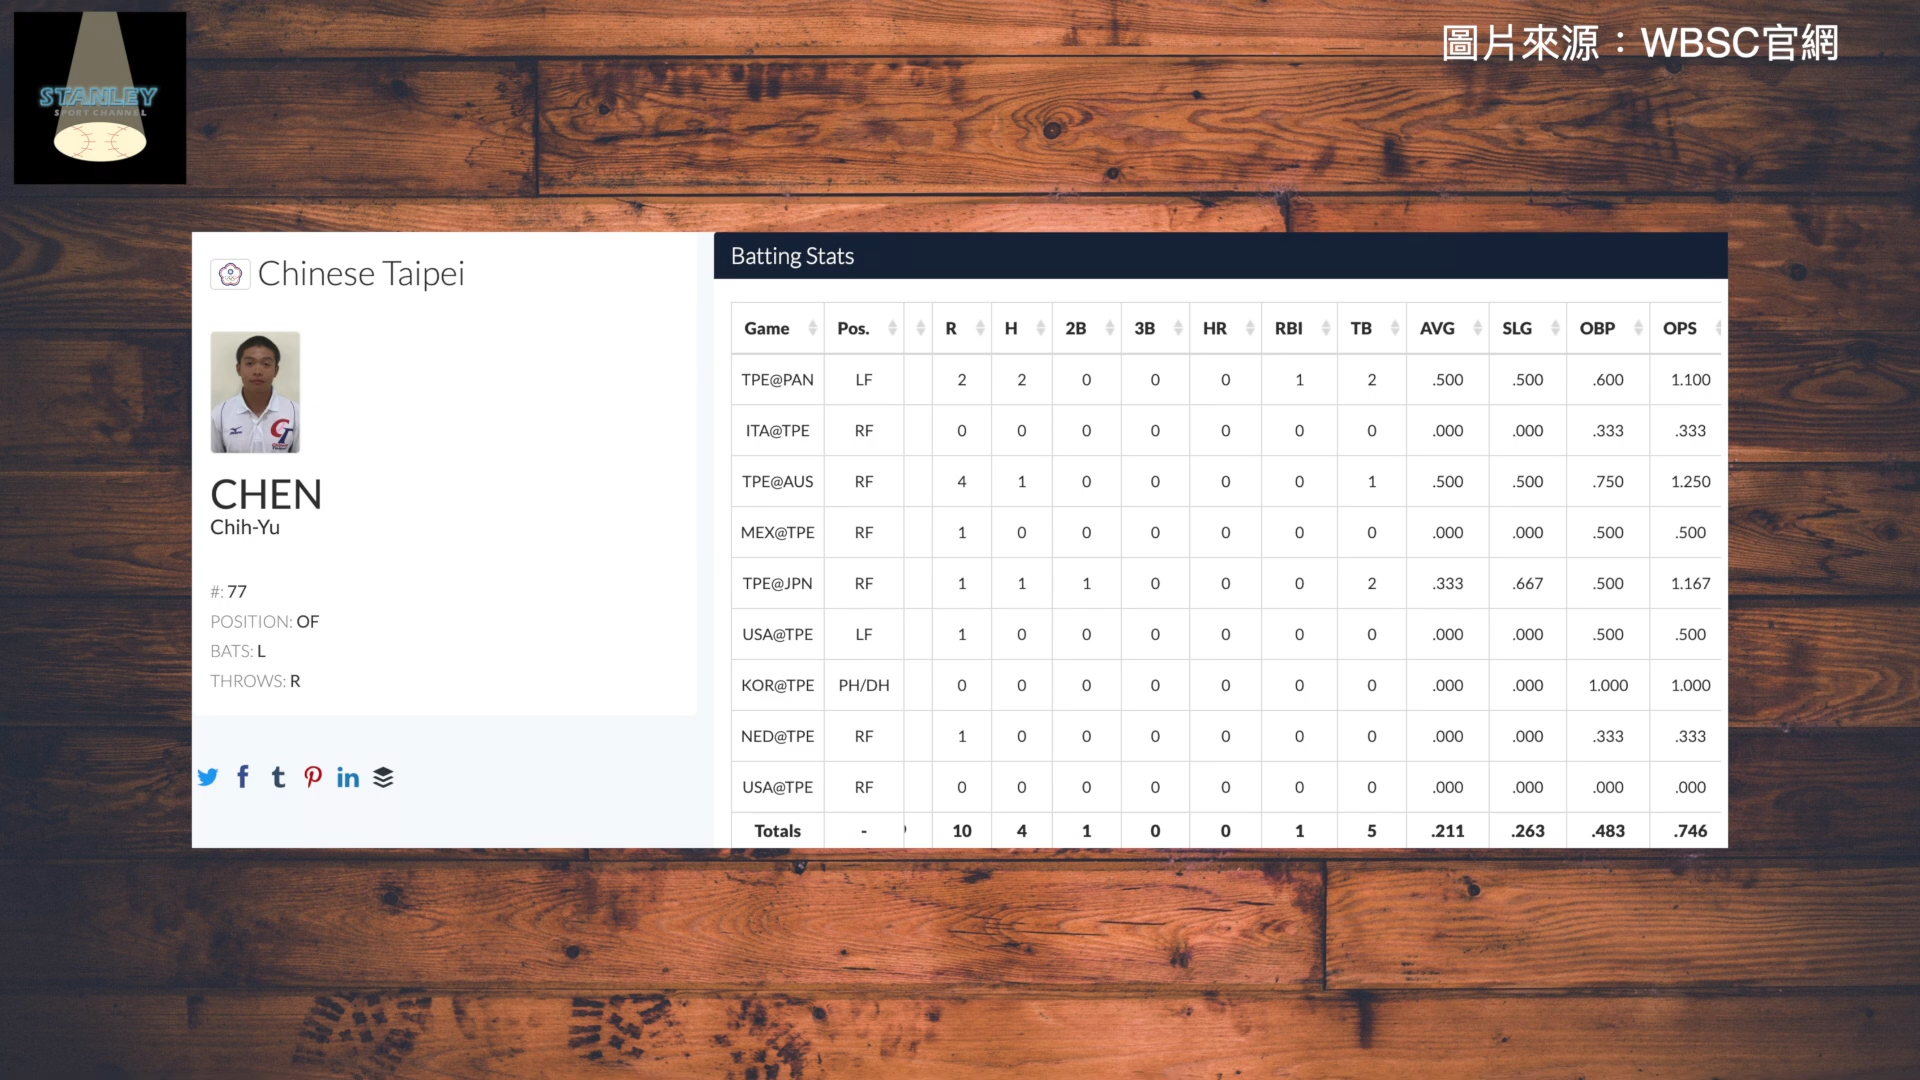 STANLEY
SPORT CHANNEL
圖片來源：WBSC官網
Chinese Taipei
CHEN
Chih-Yu
#: 77
POSITION: OF
BATS: L
THROWS: R
Batting Stats
Game Pos. R H 2B 3B HR RBI TB AVG SLG OBP OPS
TPE@PAN LF 2 2 0 0 0 1 2 .500 .500 .600 1.100
ITA@TPE RF 0 0 0 0 0 0 0 .000 .000 .333 .333
TPE@AUS RF 4 1 0 0 0 0 1 .500 .500 .750 1.250
MEX@TPE RF 1 0 0 0 0 0 0 .000 .000 .500 .500
TPE@JPN RF 1 1 1 0 0 0 2 .333 .667 .500 1.167
USA@TPE LF 1 0 0 0 0 0 0 .000 .000 .500 .500
KOR@TPE PH/DH 0 0 0 0 0 0 0 .000 .000 1.000 1.000
NED@TPE RF 1 0 0 0 0 0 0 .000 .000 .333 .333
USA@TPE RF 0 0 0 0 0 0 0 .000 .000 .000 .000
Totals - 10 4 1 0 0 1 5 .211 .263 .483 .746